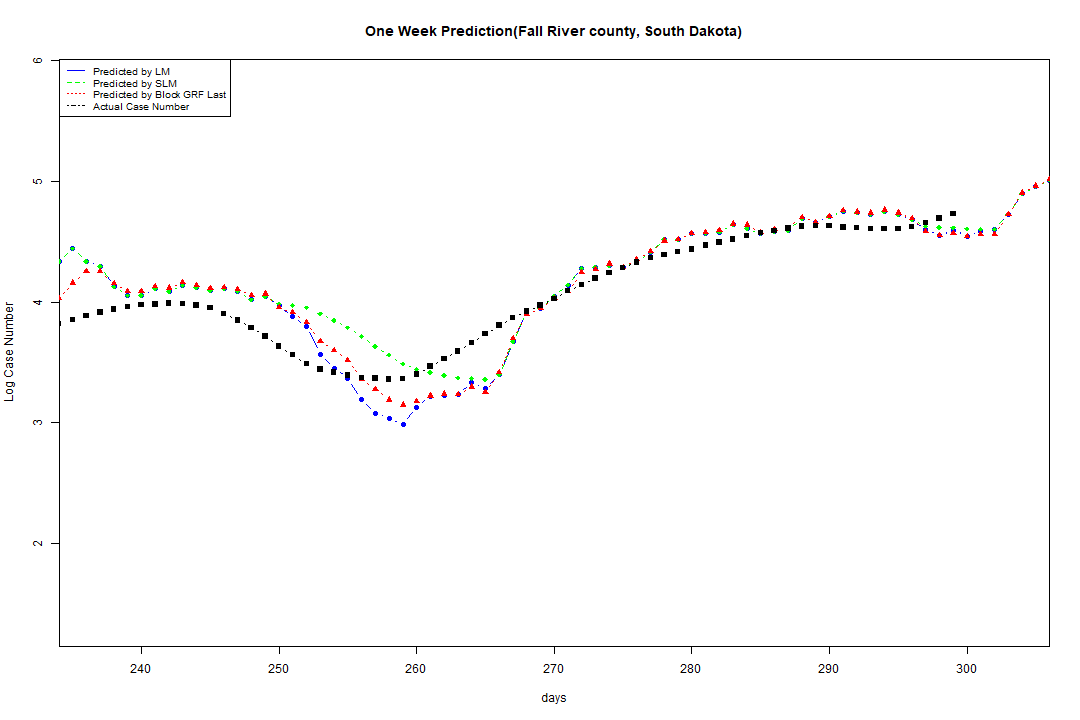 One Week Prediction(Fall River county, South Dakota)
Predicted by LM
Predicted by SLM
Predicted by Block GRF Last
Actual Case Number
6
5
4
3
2
Log Case Number
240 250 260 270 280 290 300
days